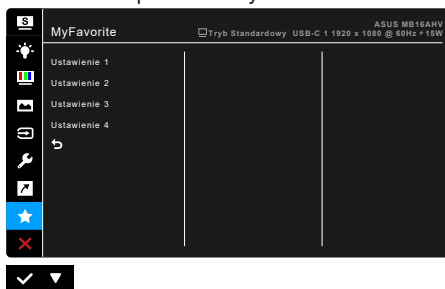 S
MyFavorite
ASUS MB16AHV
Tryb Standardowy USB-C 1 1920 x 1080 @ 60Hz 15W
Ustawienie 1
Ustawienie 2
Ustawienie 3
Ustawienie 4